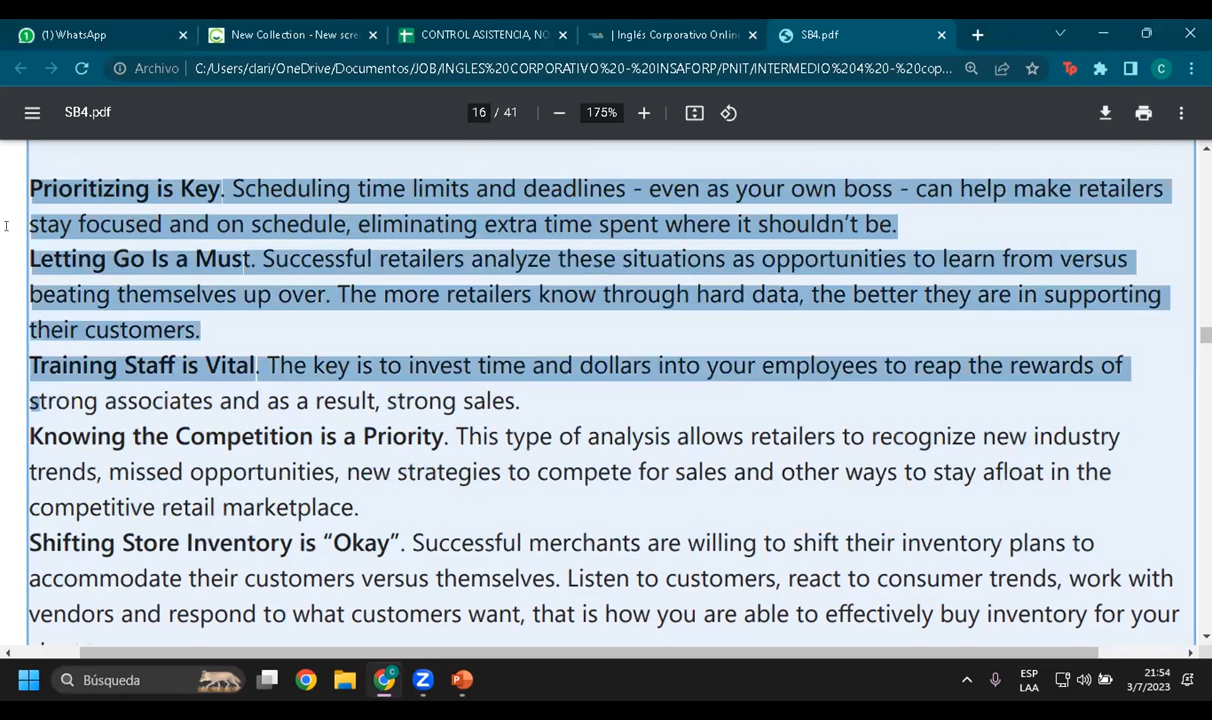 (1) WhatsApp
New Collection - New scre
CONTROL ASISTENCIA, NO
| Inglés Corporativo Onlin
SB4.pdf
Archivo
C:/Users/clari/OneDrive/Documentos/JOB/INGLES%20CORPORATIVO%20-%20INSAFORP/PNIT/INTERMEDIO%204%20-%20cop...
C
SB4.pdf
16 / 41
175%
Prioritizing is Key. Scheduling time limits and deadlines - even as your own boss - can help make retailers
stay focused and on schedule, eliminating extra time spent where it shouldn't be.
Letting Go Is a Must. Successful retailers analyze these situations as opportunities to learn from versus
beating themselves up over. The more retailers know through hard data, the better they are in supporting
their customers.
Training Staff is Vital. The key is to invest time and dollars into your employees to reap the rewards of
strong associates and as a result, strong sales.
Knowing the Competition is a Priority. This type of analysis allows retailers to recognize new industry
trends, missed opportunities, new strategies to compete for sales and other ways to stay afloat in the
competitive retail marketplace.
Shifting Store Inventory is “Okay”. Successful merchants are willing to shift their inventory plans to
accommodate their customers versus themselves. Listen to customers, react to consumer trends, work with
vendors and respond to what customers want, that is how you are able to effectively buy inventory for your
Búsqueda
ESP
LAA
21:54
3/7/2023